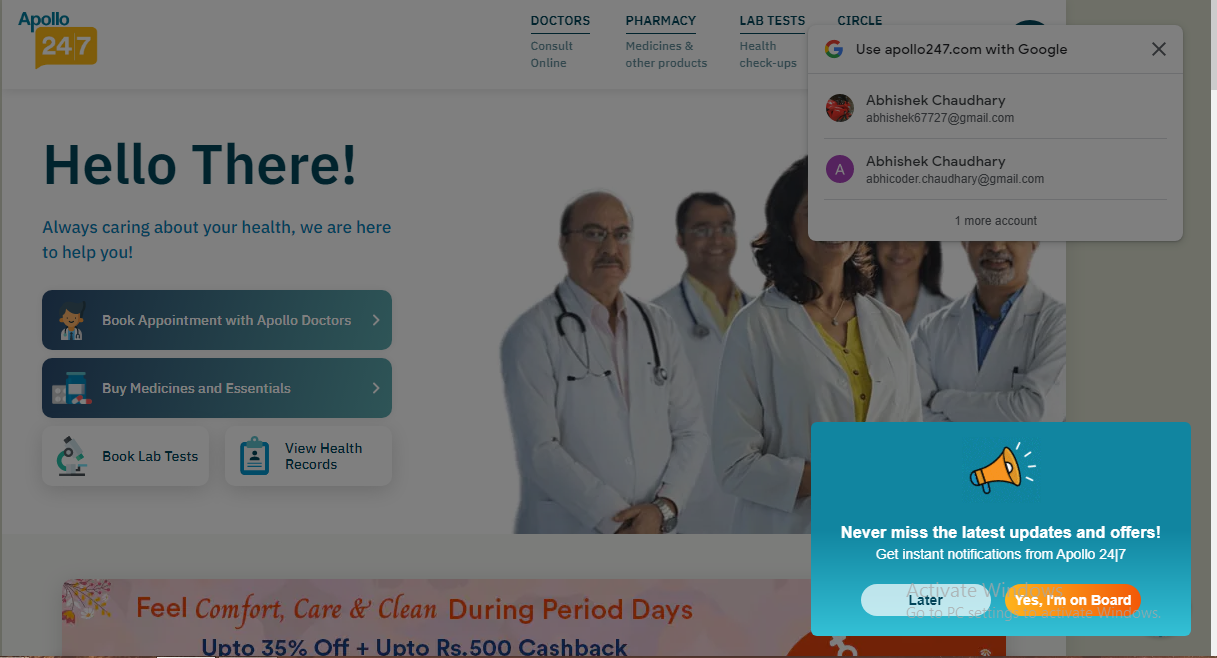 Apollo
24|7
DOCTORS
Consult
Online
PHARMACY
Medicines &
other products
LAB TESTS
Health
check-ups
CIRCLE
Use apollo247.com with Google
Abhishek Chaudhary
abhishek67727@gmail.com
A
Abhishek Chaudhary
abhicoder.chaudhary@gmail.com
1 more account
Hello There!
Always caring about your health, we are here
to help you!
Book Appointment with Apollo Doctors
Buy Medicines and Essentials
Book Lab Tests
View Health
Records
Never miss the latest updates and offers!
Get instant notifications from Apollo 24|7
Later
Yes, I'm on Board
Activate Windows
Go to PC settings to activate Windows.
Feel Comfort, Care & Clean During Period Days
Upto 35% Off + Upto Rs.500 Cashback